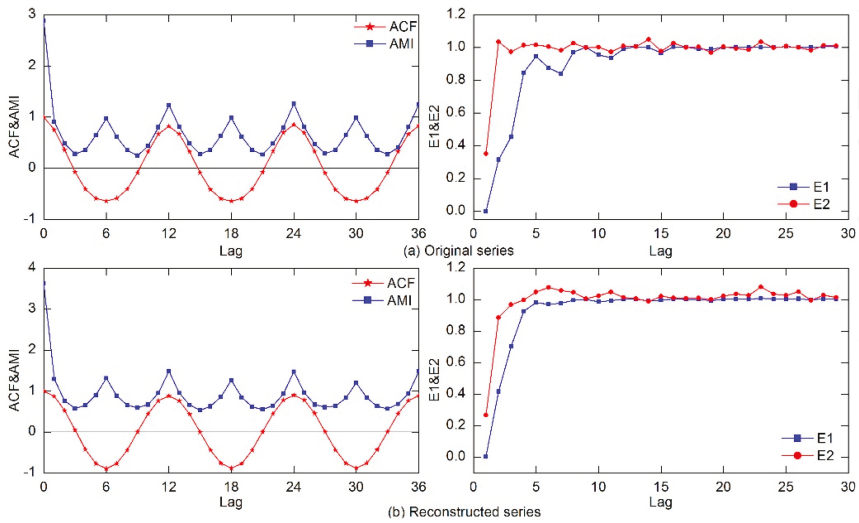 ACF
AMI
ACF&AMI
3
2
1
0
-1
0 6 12 18 24 30 36
Lag
E1&E2
1.2
1.0
0.8
0.6
0.4
0.2
0.0
E1
E2
0 5 10 15 20 25 30
Lag
(a) Original series
ACF
AMI
ACF&AMI
4
3
2
1
0
-1
0 6 12 18 24 30 36
Lag
E1&E2
1.2
1.0
0.8
0.6
0.4
0.2
0.0
E1
E2
0 5 10 15 20 25 30
Lag
(b) Reconstructed series